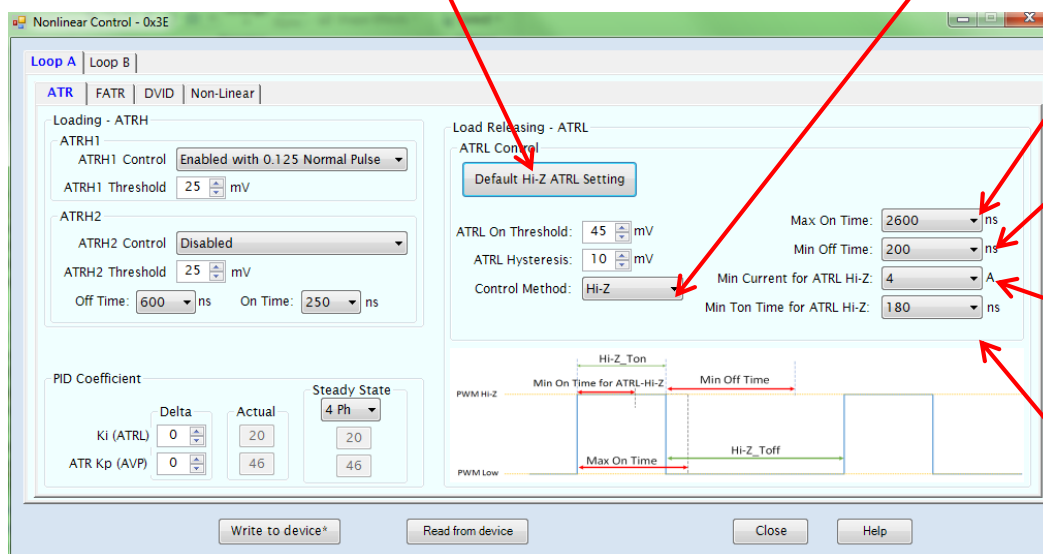 Nonlinear Control - 0x3E
Loop A Loop B
ATR FATR DVID Non-Linear
Loading - ATRH
ATRH1
ATRH1 Control Enabled with 0.125 Normal Pulse
ATRH1 Threshold 25 mV
ATRH2
ATRH2 Control Disabled
ATRH2 Threshold 25 mV
Off Time: 600 ns On Time: 250 ns
PID Coefficient
Delta Actual Steady State
4 Ph
Ki (ATRL) 0 20 20
ATR Kp (AVP) 0 46 46
Load Releasing - ATRL
ATRL Control
Default Hi-Z ATRL Setting
ATRL On Threshold: 45 mV
ATRL Hysteresis: 10 mV
Control Method: Hi-Z
Max On Time: 2600 ns
Min Off Time: 200 ns
Min Current for ATRL Hi-Z: 4 A
Min Ton Time for ATRL Hi-Z: 180 ns
Hi-Z_Ton
Min On Time for ATRL-Hi-Z Min Off Time
PWM Hi-Z
Hi-Z_Toff
Max On Time
PWM Low
Write to device* Read from device Close Help